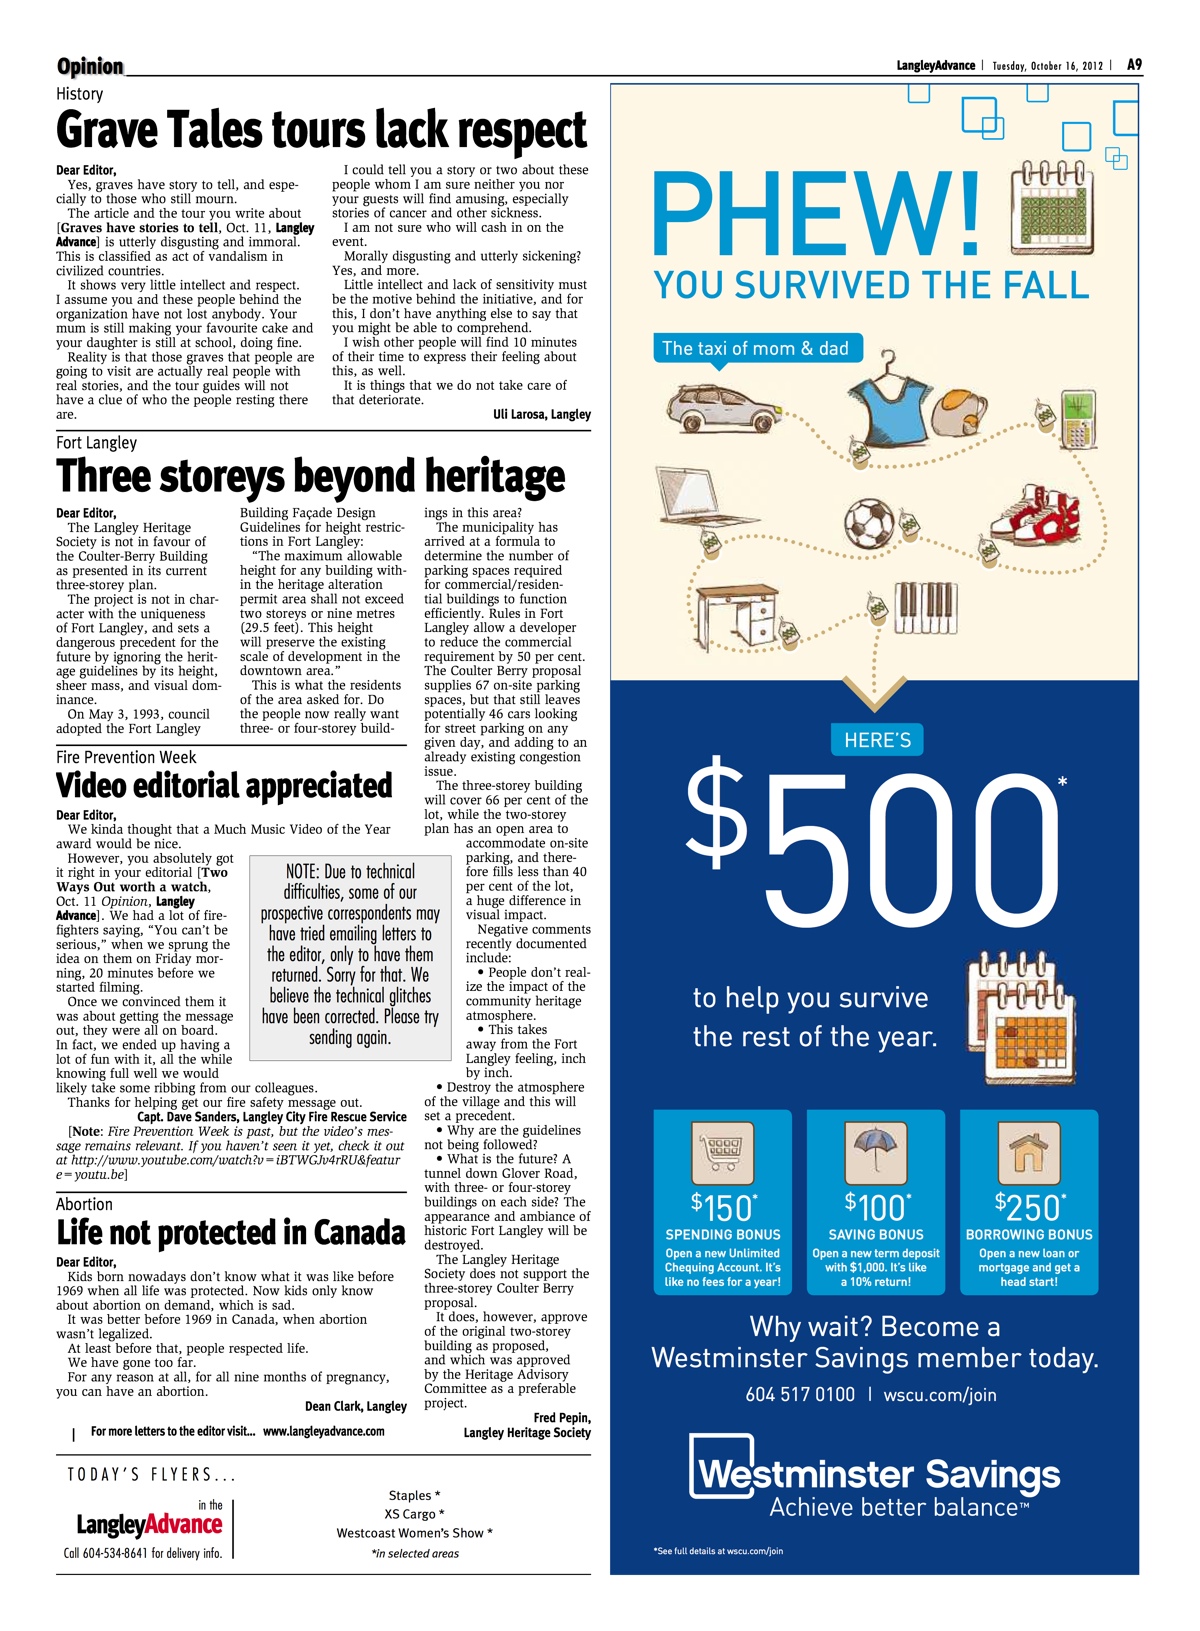 Opinion
LangleyAdvance | Tuesday, October 16, 2012 | A9
History
Grave Tales tours lack respect
Dear Editor,
Yes, graves have story to tell, and espe-
cially to those who still mourn.
The article and the tour you write about
[Graves have stories to tell, Oct. 11, Langley
Advance] is utterly disgusting and immoral.
This is classified as act of vandalism in
civilized countries.
It shows very little intellect and respect.
I assume you and these people behind the
organization have not lost anybody. Your
mum is still making your favourite cake and
your daughter is still at school, doing fine.
Reality is that those graves that people are
going to visit are actually real people with
real stories, and the tour guides will not
have a clue of who the people resting there
are.
I could tell you a story or two about these
people whom I am sure neither you nor
your guests will find amusing, especially
stories of cancer and other sickness.
I am not sure who will cash in on the
event.
Morally disgusting and utterly sickening?
Yes, and more.
Little intellect and lack of sensitivity must
be the motive behind the initiative, and for
this, I don't have anything else to say that
you might be able to comprehend.
I wish other people will find 10 minutes
of their time to express their feeling about
this, as well.
It is things that we do not take care of
that deteriorate.
Uli Larosa, Langley
Fort Langley
Three storeys beyond heritage
Dear Editor,
The Langley Heritage
Society is not in favour of
the Coulter-Berry Building
as presented in its current
three-storey plan.
The project is not in char-
acter with the uniqueness
of Fort Langley, and sets a
dangerous precedent for the
future by ignoring the herit-
age guidelines by its height,
sheer mass, and visual dom-
inance.
On May 3, 1993, council
adopted the Fort Langley
Building Façade Design
Guidelines for height restric-
tions in Fort Langley:
“The maximum allowable
height for any building with-
in the heritage alteration
permit area shall not exceed
two storeys or nine metres
(29.5 feet). This height
will preserve the existing
scale of development in the
downtown area.”
This is what the residents
of the area asked for. Do
the people now really want
three- or four-storey build-
ings in this area?
The municipality has
arrived at a formula to
determine the number of
parking spaces required
for commercial/residen-
tial buildings to function
efficiently. Rules in Fort
Langley allow a developer
to reduce the commercial
requirement by 50 per cent.
The Coulter Berry proposal
supplies 67 on-site parking
spaces, but that still leaves
potentially 46 cars looking
for street parking on any
given day, and adding to an
already existing congestion
issue.
The three-storey building
will cover 66 per cent of the
lot, while the two-storey
plan has an open area to
accommodate on-site
parking, and there-
fore fills less than 40
per cent of the lot,
a huge difference in
visual impact.
Negative comments
recently documented
include:
• People don't real-
ize the impact of the
community heritage
atmosphere.
• This takes
away from the Fort
Langley feeling, inch
by inch.
• Destroy the atmosphere
of the village and this will
set a precedent.
• Why are the guidelines
not being followed?
• What is the future? A
tunnel down Glover Road,
with three- or four-storey
buildings on each side? The
appearance and ambiance of
historic Fort Langley will be
destroyed.
The Langley Heritage
Society does not support the
three-storey Coulter Berry
proposal.
It does, however, approve
of the original two-storey
building as proposed,
and which was approved
by the Heritage Advisory
Committee as a preferable
project.
Fred Pepin,
Langley Heritage Society
Fire Prevention Week
Video editorial appreciated
Dear Editor,
We kinda thought that a Much Music Video of the Year
award would be nice.
However, you absolutely got
it right in your editorial [Two
Ways Out worth a watch,
Oct. 11 Opinion, Langley
Advance]. We had a lot of fire-
fighters saying, “You can't be
serious,” when we sprung the
idea on them on Friday mor-
ning, 20 minutes before we
started filming.
Once we convinced them it
was about getting the message
out, they were all on board.
In fact, we ended up having a
lot of fun with it, all the while
knowing full well we would
likely take some ribbing from our colleagues.
Thanks for helping get our fire safety message out.
Capt. Dave Sanders, Langley City Fire Rescue Service
[Note: Fire Prevention Week is past, but the video's mes-
sage remains relevant. If you haven't seen it yet, check it out
at http://www.youtube.com/watch?v=iBTWGJv4rRU&featur
e=youtu.be]
NOTE: Due to technical
difficulties, some of our
prospective correspondents may
have tried emailing letters to
the editor, only to have them
returned. Sorry for that. We
believe the technical glitches
have been corrected. Please try
sending again.
Abortion
Life not protected in Canada
Dear Editor,
Kids born nowadays don't know what it was like before
1969 when all life was protected. Now kids only know
about abortion on demand, which is sad.
It was better before 1969 in Canada, when abortion
wasn't legalized.
At least before that, people respected life.
We have gone too far.
For any reason at all, for all nine months of pregnancy,
you can have an abortion.
Dean Clark, Langley
| For more letters to the editor visit... www.langleyadvance.com
TODAY'S FLYERS...
in the
LangleyAdvance
Call 604-534-8641 for delivery info.
Staples *
XS Cargo *
Westcoast Women's Show *
*in selected areas
PHEW!
YOU SURVIVED THE FALL
The taxi of mom & dad
HERE'S
$500*
to help you survive
the rest of the year.
$150*
SPENDING BONUS
Open a new Unlimited
Chequing Account. It's
like no fees for a year!
$100*
SAVING BONUS
Open a new term deposit
with $1,000. It's like
a 10% return!
$250*
BORROWING BONUS
Open a new loan or
mortgage and get a
head start!
Why wait? Become a
Westminster Savings member today.
604 517 0100 | wscu.com/join
Westminster Savings
Achieve better balance™
*See full details at wscu.com/join